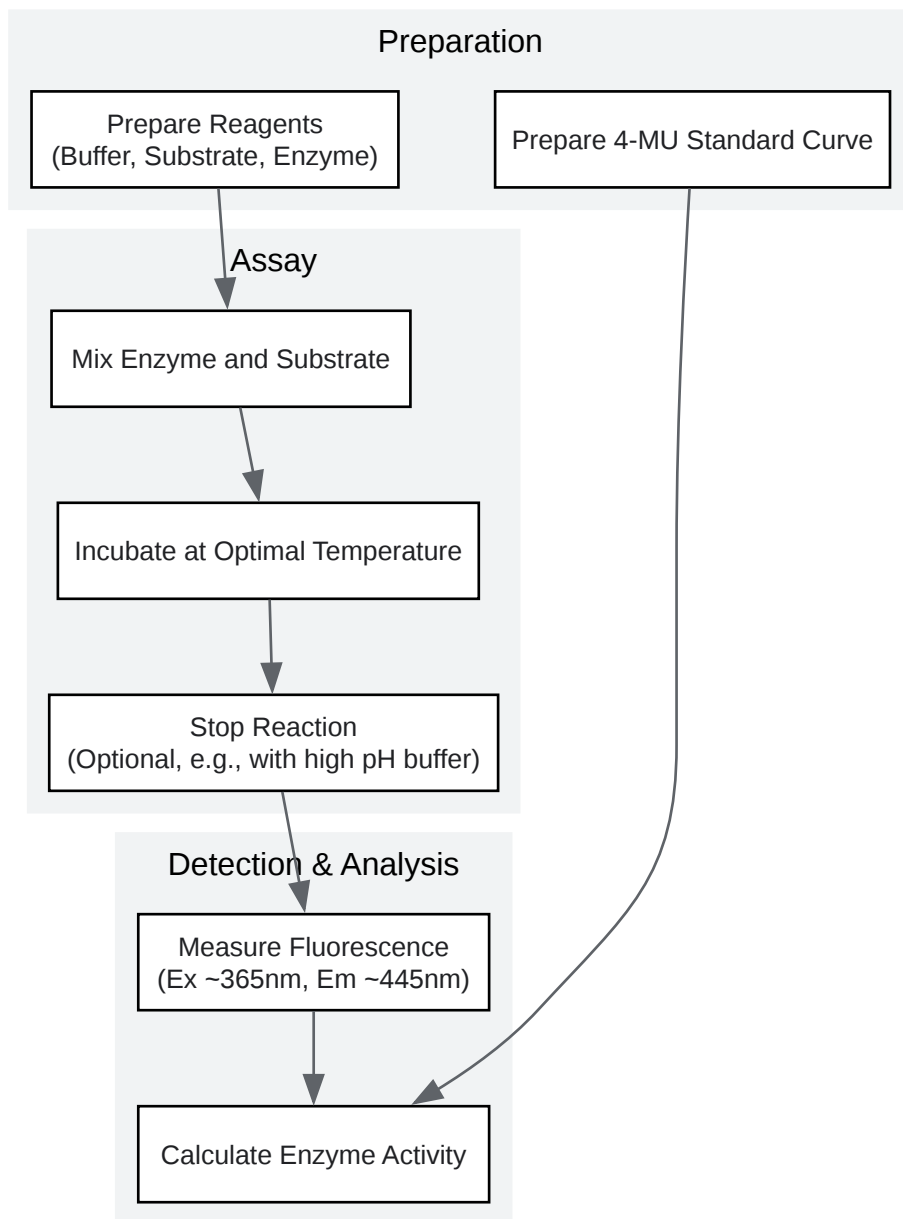 Preparation
Prepare Reagents
(Buffer, Substrate, Enzyme)
Prepare 4-MU Standard Curve
Assay
Mix Enzyme and Substrate
Incubate at Optimal Temperature
Stop Reaction
(Optional, e.g., with high pH buffer)
Detection & Analysis
Measure Fluorescence
(Ex ~365nm, Em ~445nm)
Calculate Enzyme Activity